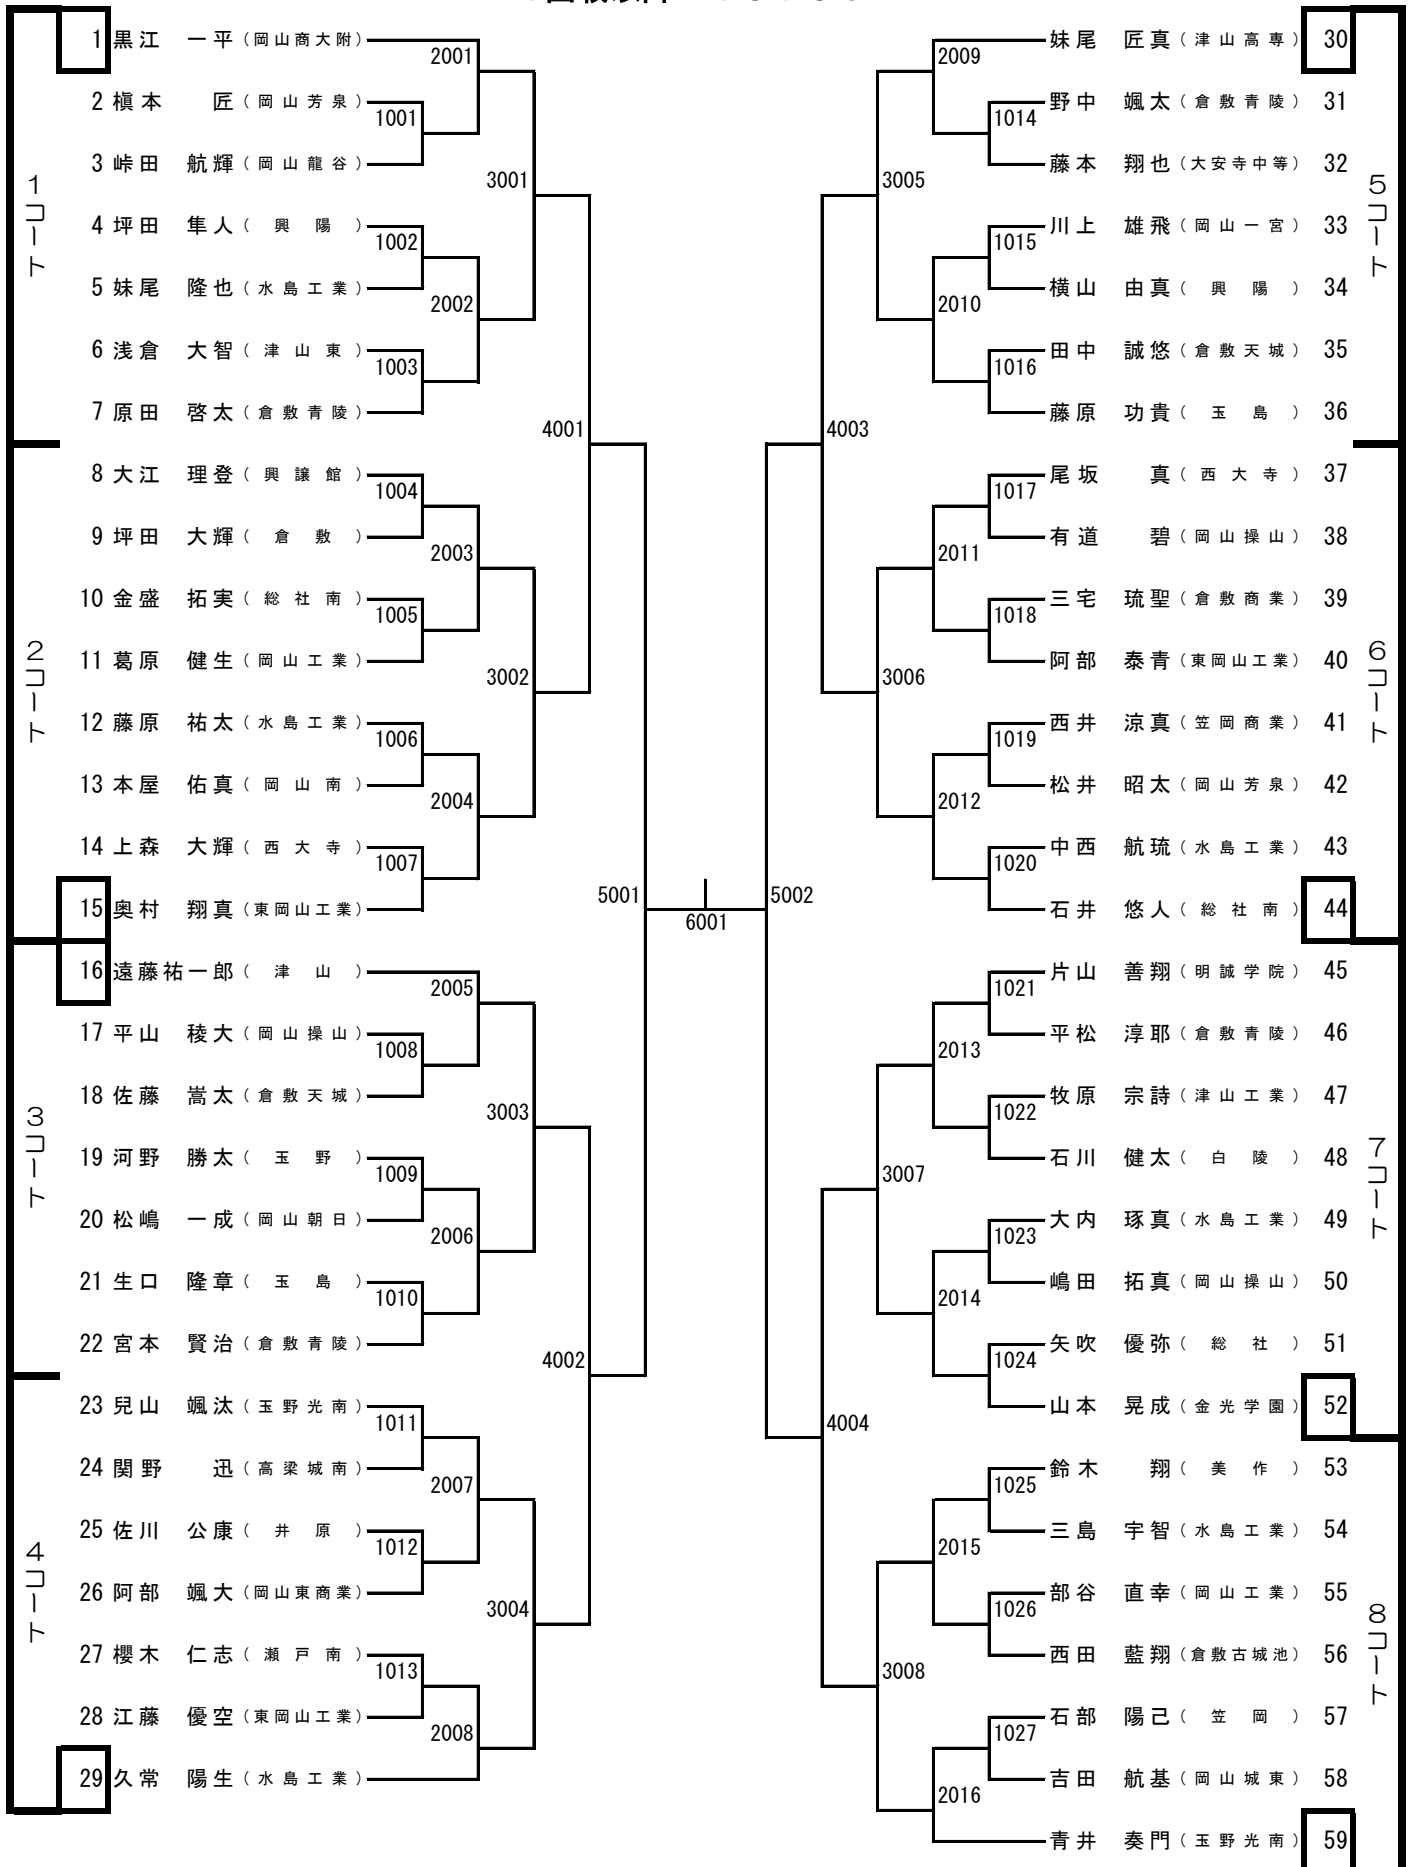 1コート
1 黒江 一平（岡山商大附）
2 槇本 匠（岡山芳泉）
3 峠田 航輝（岡山龍谷）
4 坪田 隼人（興陽）
5 妹尾 隆也（水島工業）
6 浅倉 大智（津山東）
7 原田 啓太（倉敷青陵）
2コート
8 大江 理登（興譲館）
9 坪田 大輝（倉敷）
10 金盛 拓実（総社南）
11 葛原 健生（岡山工業）
12 藤原 祐太（水島工業）
13 本屋 佑真（岡山南）
14 上森 大輝（西大寺）
15 奥村 翔真（東岡山工業）
3コート
16 遠藤祐一郎（津山）
17 平山 稜大（岡山操山）
18 佐藤 嵩太（倉敷天城）
19 河野 勝太（玉野）
20 松嶋 一成（岡山朝日）
21 生口 隆章（玉島）
22 宮本 賢治（倉敷青陵）
4コート
23 兒山 颯汰（玉野光南）
24 関野 迅（高梁城南）
25 佐川 公康（井原）
26 阿部 颯大（岡山東商業）
27 櫻木 仁志（瀬戸南）
28 江藤 優空（東岡山工業）
29 久常 陽生（水島工業）
1001
1002
1003
1004
1005
1006
1007
1008
1009
1010
1011
1012
1013
2001
2002
2003
2004
2005
2006
2007
2008
3001
3002
3003
3004
4001
4002
5001
6001
5002
4003
4004
3005
3006
3007
3008
2009
2010
2011
2012
2013
2014
2015
2016
1014
1015
1016
1017
1018
1019
1020
1021
1022
1023
1024
1025
1026
1027
妹尾 匠真（津山高専） 30
野中 颯太（倉敷青陵） 31
藤本 翔也（大安寺中等） 32
川上 雄飛（岡山一宮） 33
横山 由真（興陽） 34
田中 誠悠（倉敷天城） 35
藤原 功貴（玉島） 36
5コート
尾坂 真（西大寺） 37
有道 碧（岡山操山） 38
三宅 琉聖（倉敷商業） 39
阿部 泰青（東岡山工業） 40
西井 涼真（笠岡商業） 41
松井 昭太（岡山芳泉） 42
中西 航琉（水島工業） 43
石井 悠人（総社南） 44
6コート
片山 善翔（明誠学院） 45
平松 淳耶（倉敷青陵） 46
牧原 宗詩（津山工業） 47
石川 健太（白陵） 48
大内 琢真（水島工業） 49
嶋田 拓真（岡山操山） 50
矢吹 優弥（総社） 51
山本 晃成（金光学園） 52
7コート
鈴木 翔（美作） 53
三島 宇智（水島工業） 54
部谷 直幸（岡山工業） 55
西田 藍翔（倉敷古城池） 56
石部 陽己（笠岡） 57
吉田 航基（岡山城東） 58
青井 奏門（玉野光南） 59
8コート